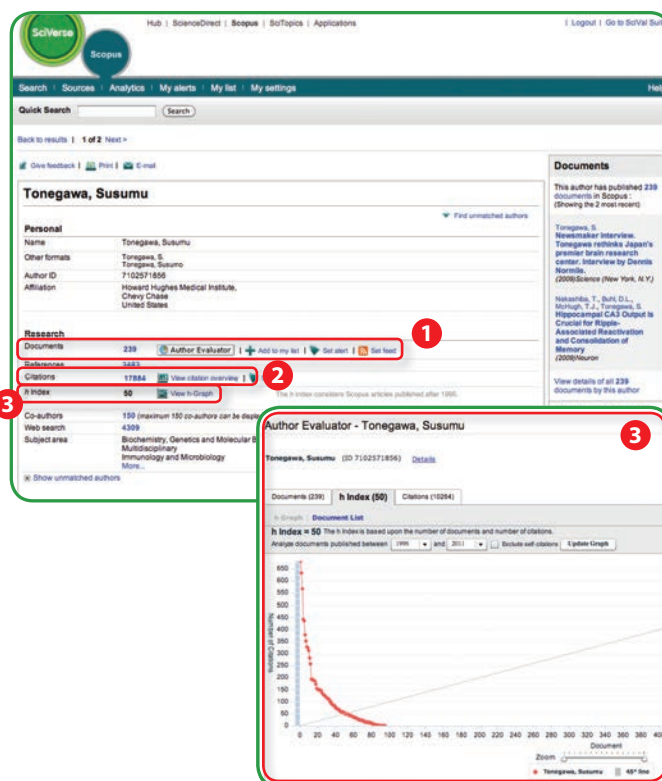 SciVerse
Scopus
Hub | ScienceDirect | Scopus | SciTopics | Applications
| Logout | Go to SciVal Suit
Search | Sources | Analytics | My alerts | My list | My settings
Help
Quick Search
Search
Back to results | 1 of 2 Next >
Give feedback | Print | E-mail
Tonegawa, Susumu
Find unmatched authors
Personal
Name Tonegawa, Susumu
Other formats Tonegawa, S.
Tonegawa, Susumo
Author ID 7102571856
Affiliation Howard Hughes Medical Institute,
Chevy Chase
United States
Research
Documents 239 Author Evaluator | Add to my list | Set alert | Set feed
1
References 3483
Citations 17884 View citation overview |
2
h Index 50 View h-Graph
3
The h Index considers Scopus articles published after 1995.
Co-authors 150 (maximum 150 co-authors can be displa
Web search 4309
Subject area Biochemistry, Genetics and Molecular B
Multidisciplinary
Immunology and Microbiology
More...
Show unmatched authors
Documents
This author has published 239
documents in Scopus :
(Showing the 2 most recent)
Tonegawa, S.
Newsmaker interview.
Tonegawa rethinks Japan's
premier brain research
center. Interview by Dennis
Normile.
(2009)Science (New York, N.Y.)
Nakashiba, T., Buhl, D.L.,
McHugh, T.J., Tonegawa, S.
Hippocampal CA3 Output Is
Crucial for Ripple-
Associated Reactivation
and Consolidation of
Memory
(2009)Neuron
View details of all 239
documents by this author
Author Evaluator - Tonegawa, Susumu
3
Tonegawa, Susumu (ID 7102571856) Details
Documents (239) h Index (50) Citations (10264)
h Graph | Document List
h Index = 50 The h Index is based upon the number of documents and number of citations.
Analyze documents published between 1996 and 2011 Exclude self-citations Update Graph
Number of Citations
650
600
550
500
450
400
350
300
250
200
150
100
50
0
0 20 40 60 80 100 120 140 160 180 200 220 240 260 280 300 320 340 360 380 400
Document
Zoom
Tonegawa, Susumu 45° line